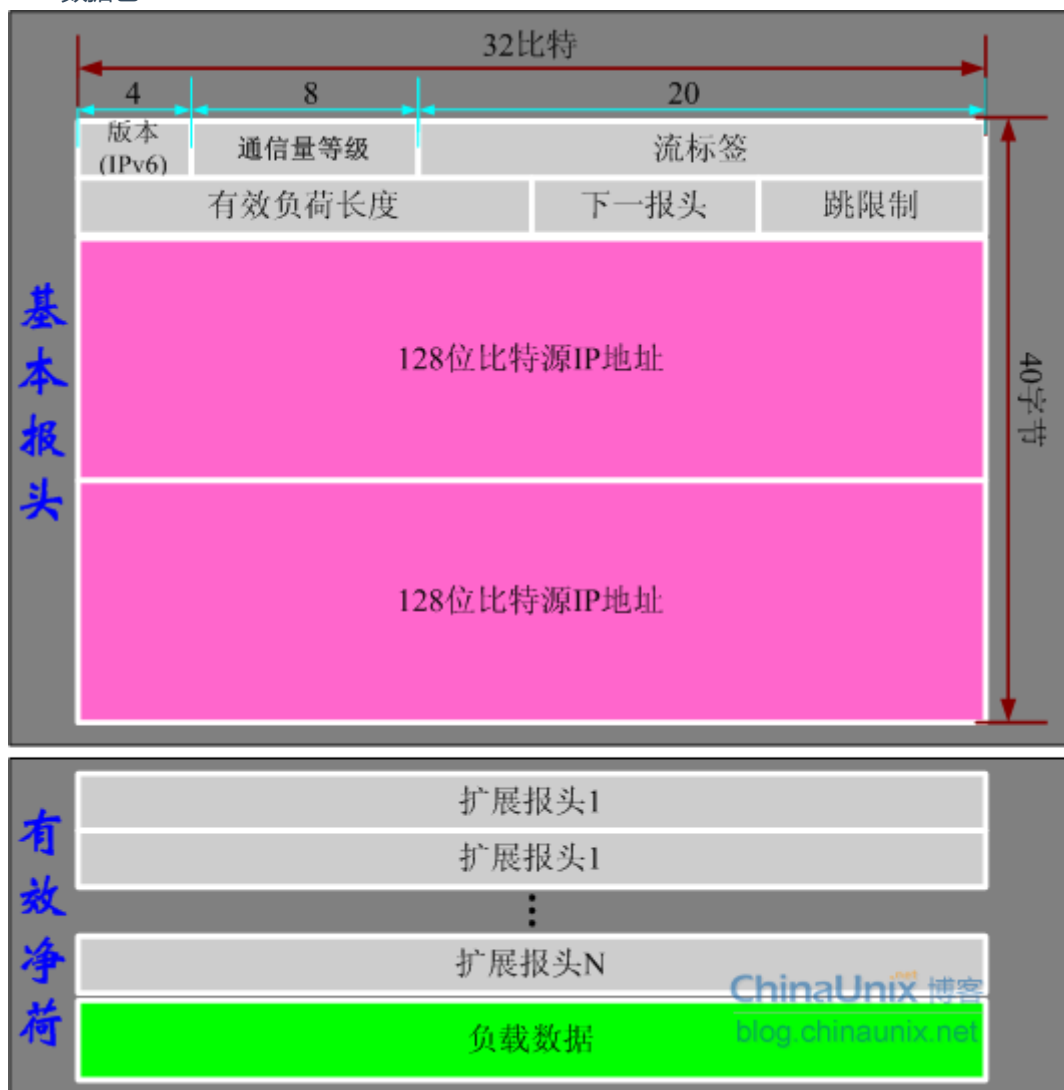 32比特
4 8 20
版本
(IPv6)
通信量等级
流标签
有效负荷长度 下一报头 跳限制
基本报头
128位比特源IP地址
40字节
128位比特源IP地址
有效净荷
扩展报头1
扩展报头1
扩展报头N
负载数据
ChinaUnix.net 博客
blog.chinaunix.net